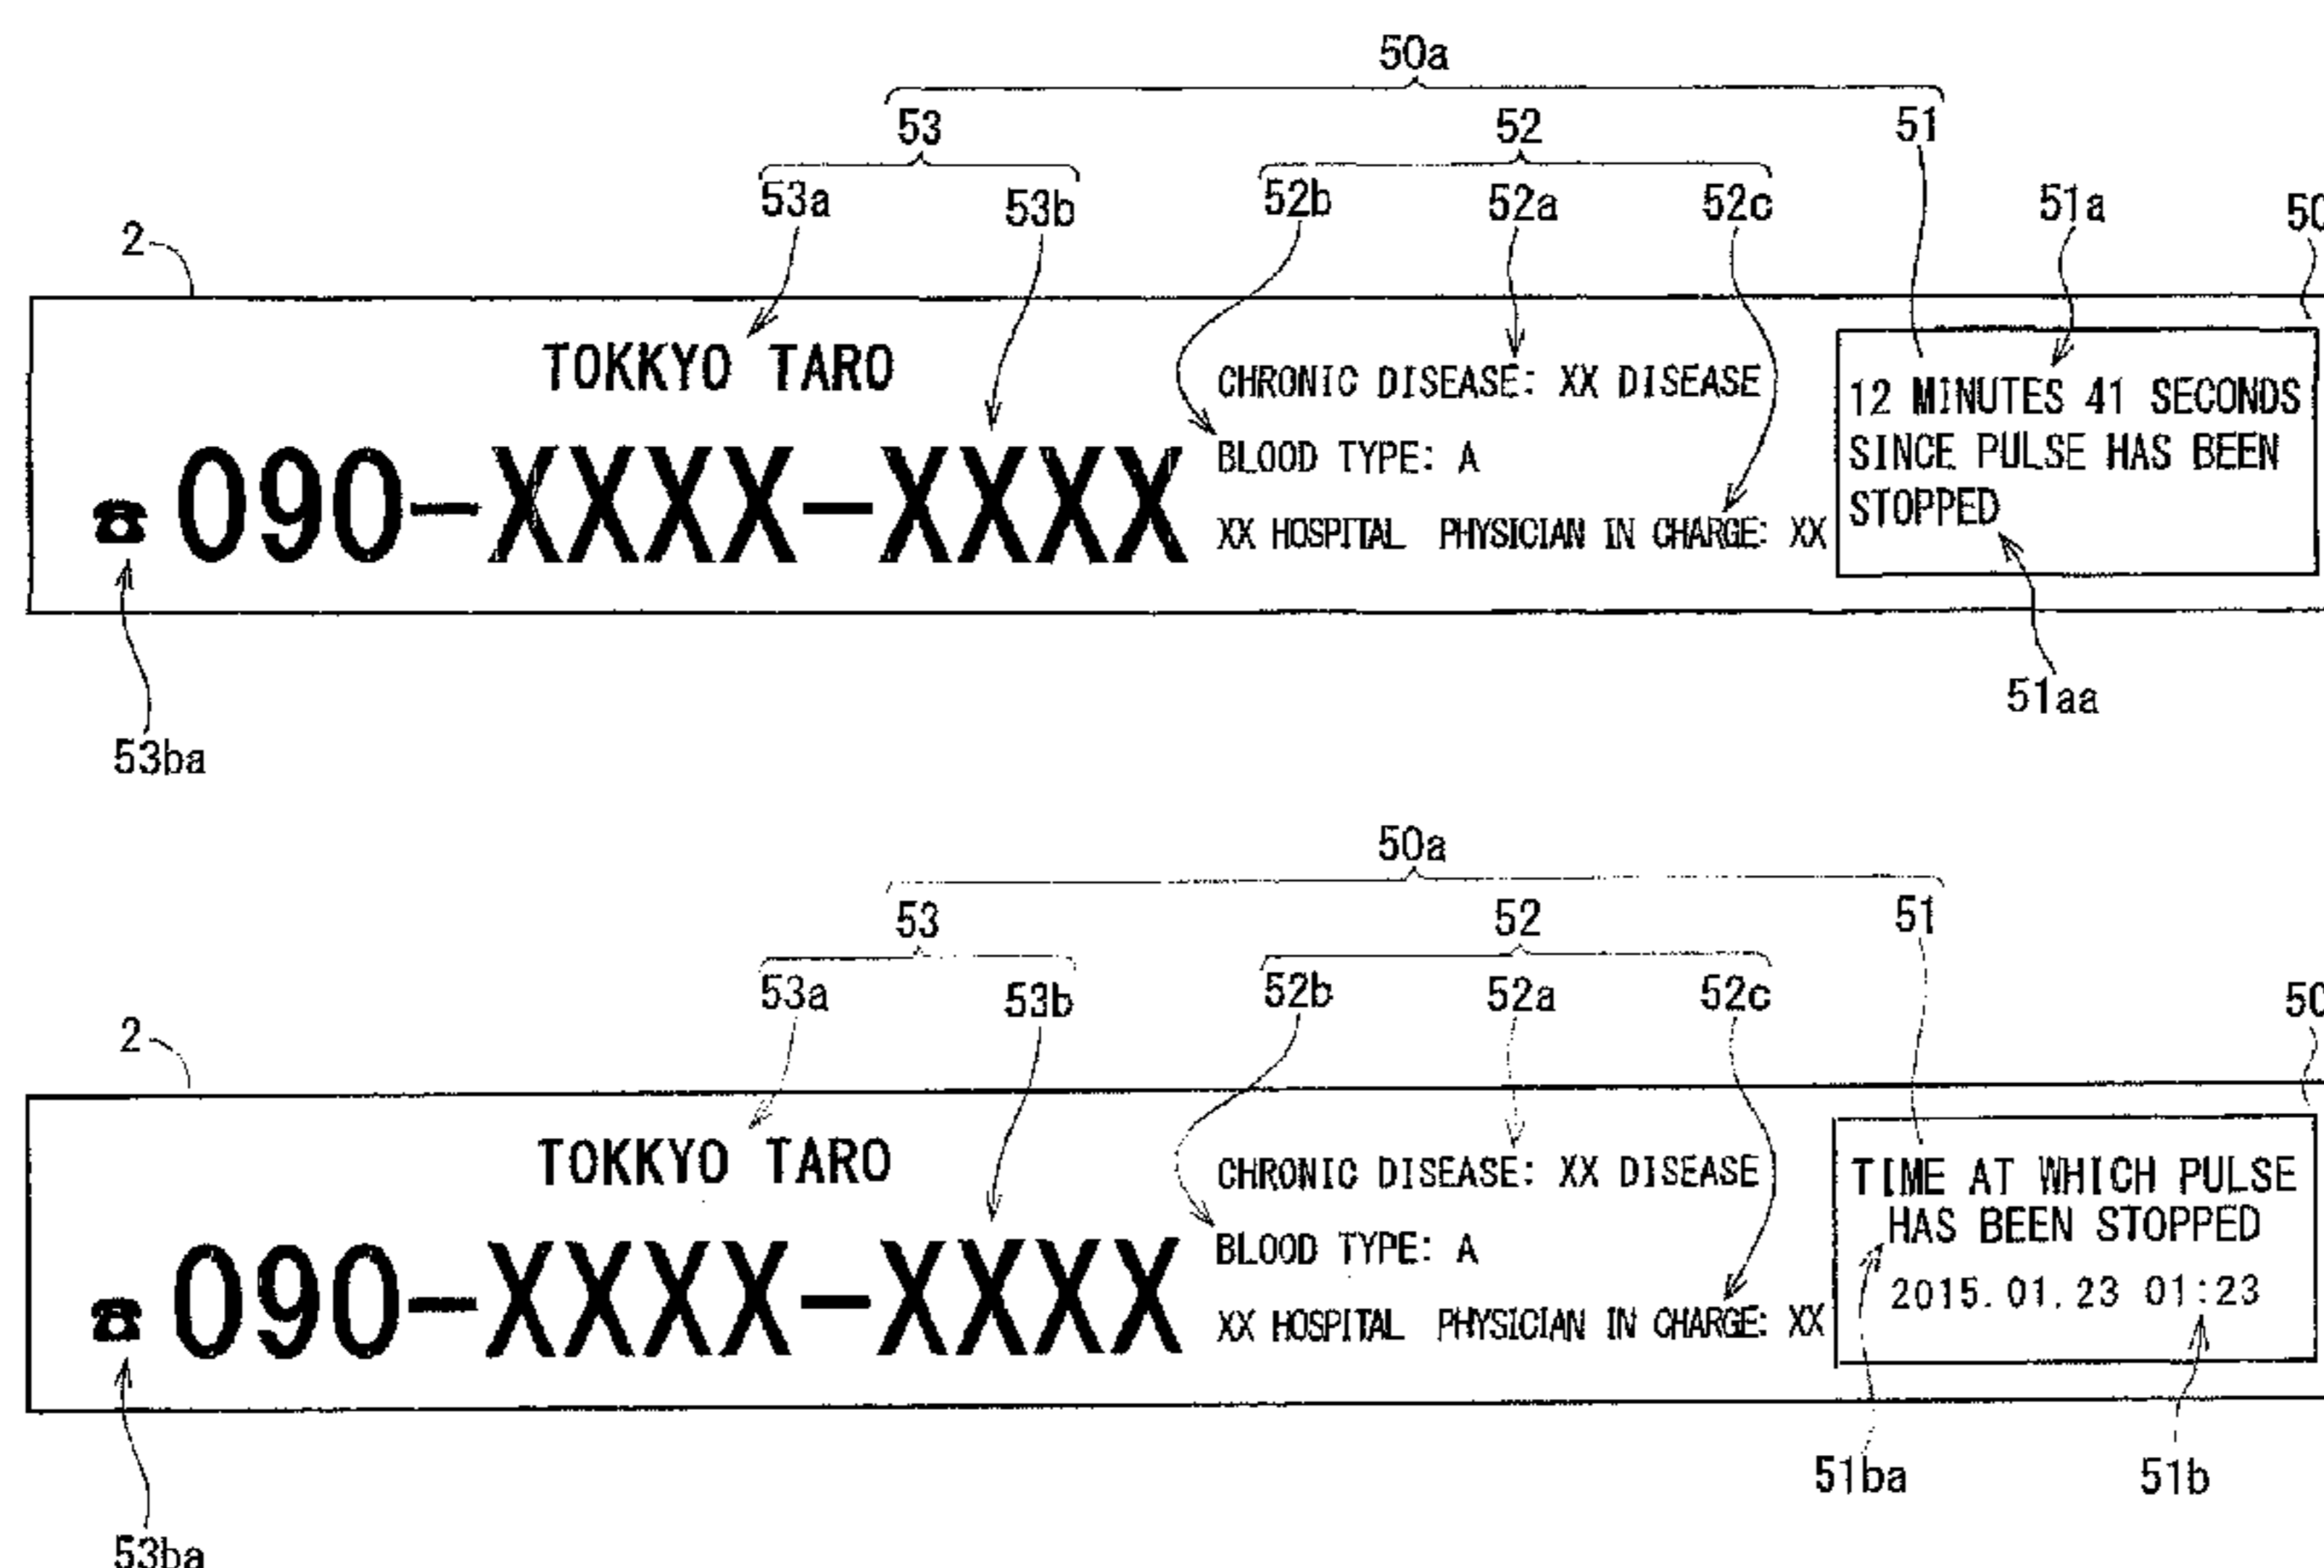 50a
53 52 51
53a 53b 52b 52a 52c 51a 50
2
TOKKYO TARO
☎ 090-XXXX-XXXX
CHRONIC DISEASE: XX DISEASE
BLOOD TYPE: A
XX HOSPITAL PHYSICIAN IN CHARGE: XX
12 MINUTES 41 SECONDS
SINCE PULSE HAS BEEN
STOPPED
51aa
53ba
50a
53 52 51
53a 53b 52b 52a 52c 50
2
TOKKYO TARO
☎ 090-XXXX-XXXX
CHRONIC DISEASE: XX DISEASE
BLOOD TYPE: A
XX HOSPITAL PHYSICIAN IN CHARGE: XX
TIME AT WHICH PULSE
HAS BEEN STOPPED
2015.01.23 01:23
51ba 51b
53ba